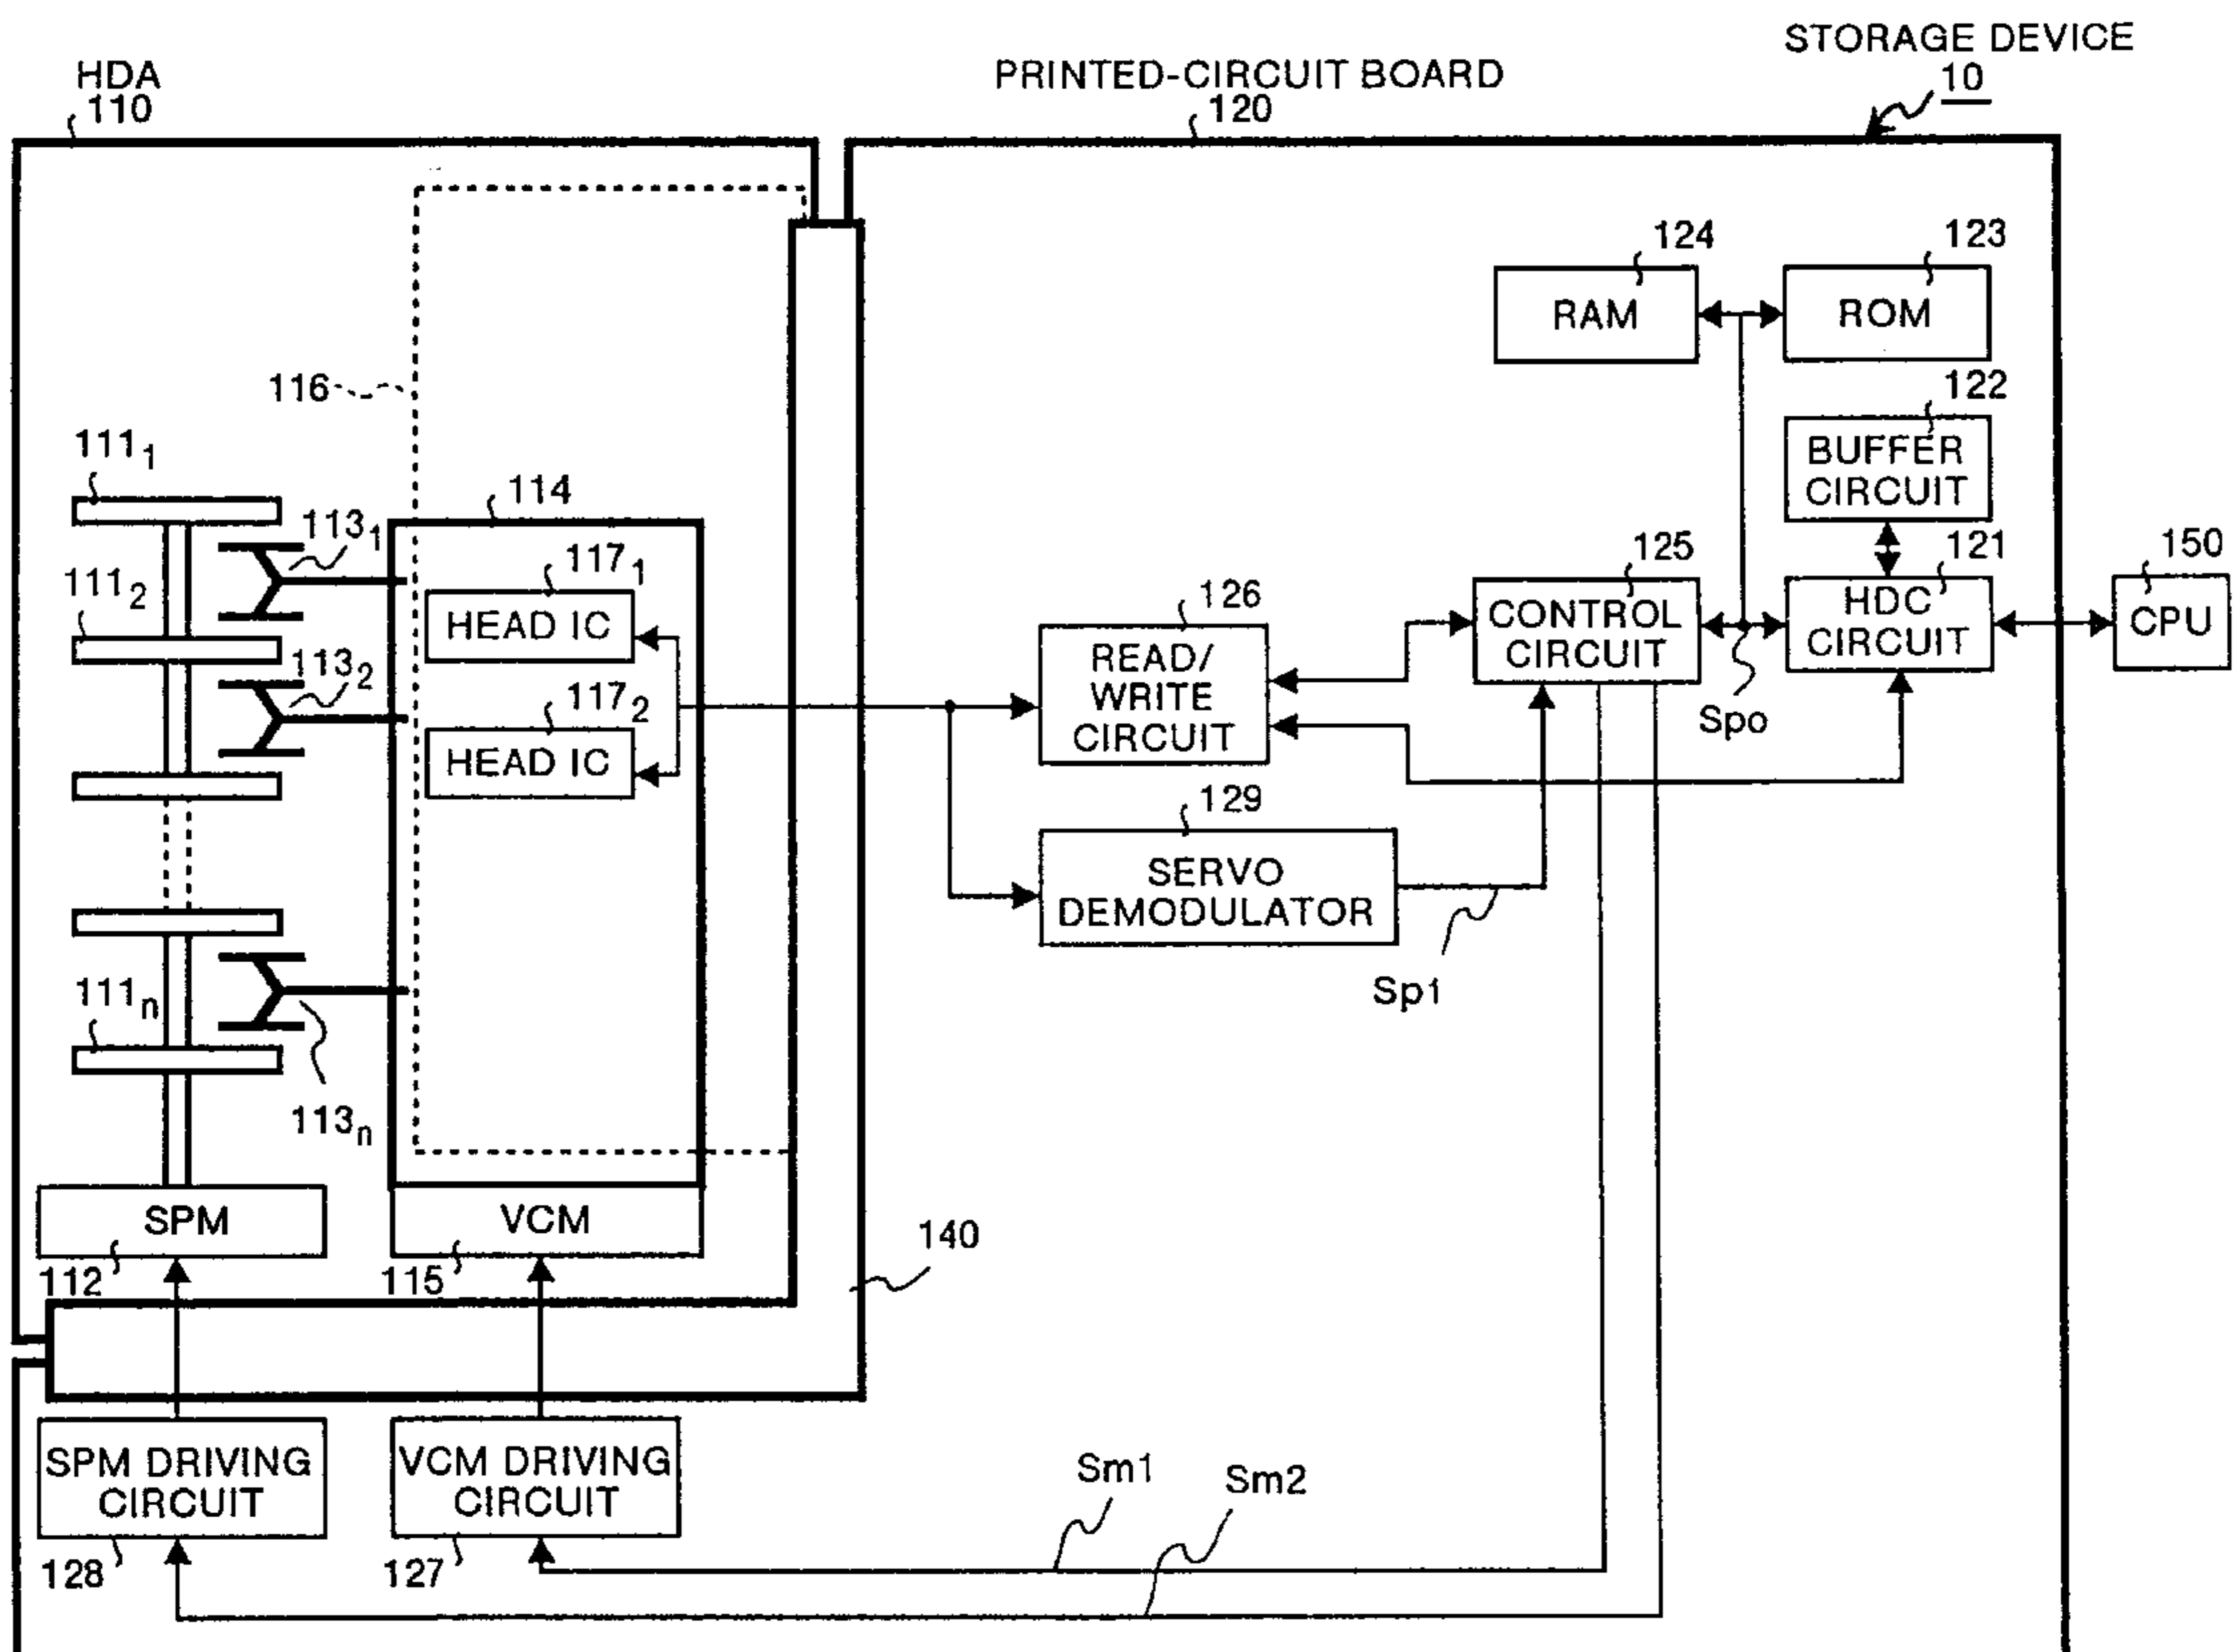 STORAGE DEVICE
10
HDA
110
PRINTED-CIRCUIT BOARD
120
124
123
RAM
ROM
116
122
BUFFER
CIRCUIT
111₁
114
113₁
117₁
HEAD IC
111₂
113₂
117₂
HEAD IC
126
READ/
WRITE
CIRCUIT
125
CONTROL
CIRCUIT
121
HDC
CIRCUIT
150
CPU
Spo
129
SERVO
DEMODULATOR
Sp1
111n
113n
SPM
112
VCM
115
140
SPM DRIVING
CIRCUIT
128
VCM DRIVING
CIRCUIT
127
Sm1
Sm2